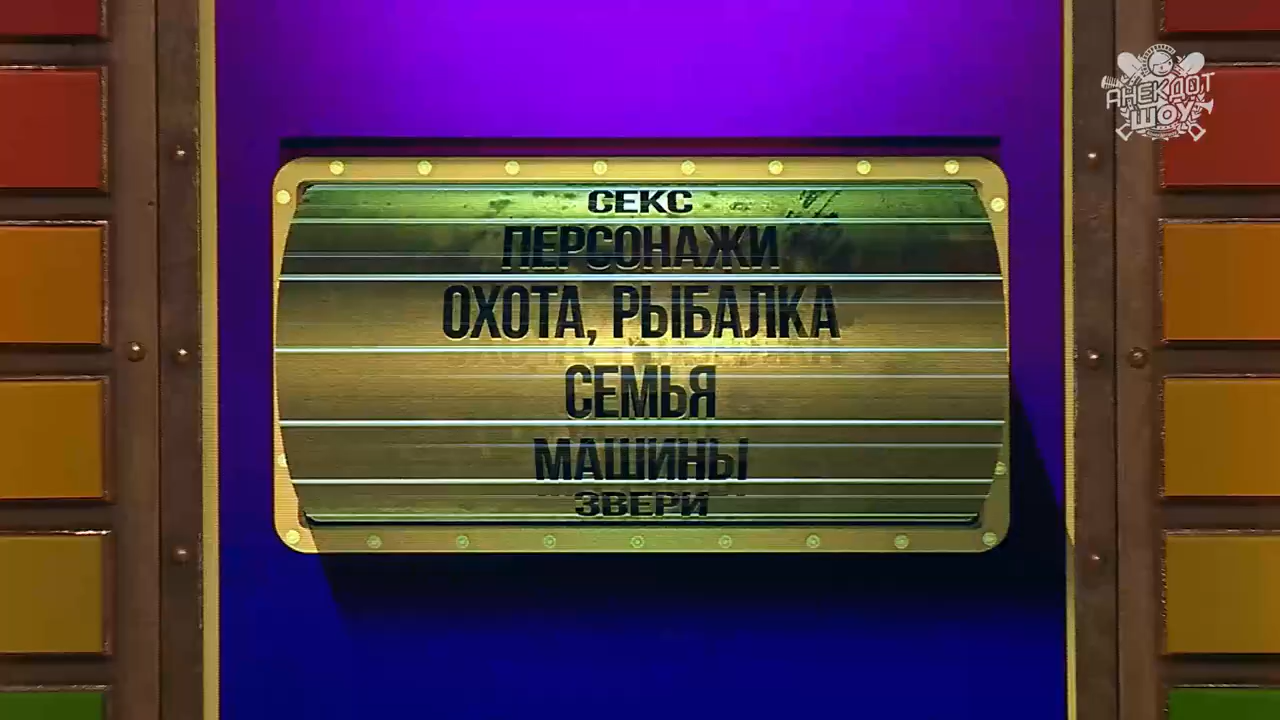 АНЕКДОТ
ШОУ
СЕКС
ПЕРСОНАЖИ
ОХОТА, РЫБАЛКА
СЕМЬЯ
МАШИНЫ
ЗВЕРИ